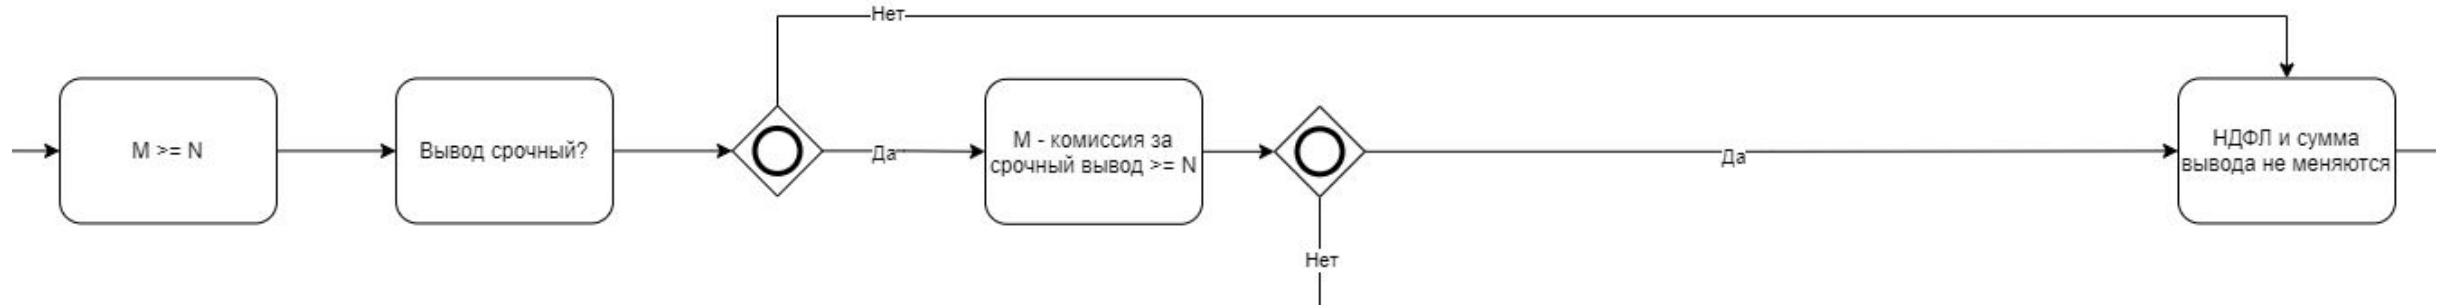 Нет
M >= N
Вывод срочный?
Да
М - комиссия за
срочный вывод >= N
Да
НДФЛ и сумма
вывода не меняются
Нет